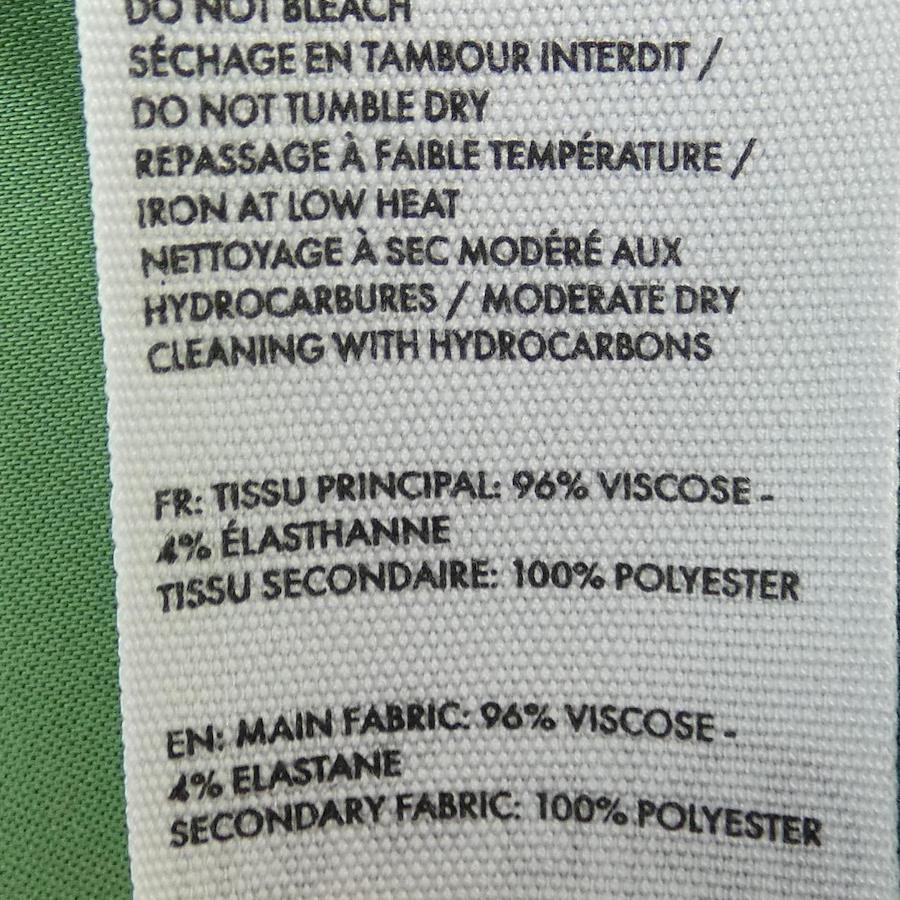 DO NOT BLEACH
SÉCHAGE EN TAMBOUR INTERDIT /
DO NOT TUMBLE DRY
REPASSAGE À FAIBLE TEMPÉRATURE /
IRON AT LOW HEAT
NETTOYAGE À SEC MODÉRÉ AUX
HYDROCARBURES / MODERATE DRY
CLEANING WITH HYDROCARBONS
FR: TISSU PRINCIPAL: 96% VISCOSE -
4% ÉLASTHANNE
TISSU SECONDAIRE: 100% POLYESTER
EN: MAIN FABRIC: 96% VISCOSE -
4% ELASTANE
SECONDARY FABRIC: 100% POLYESTER